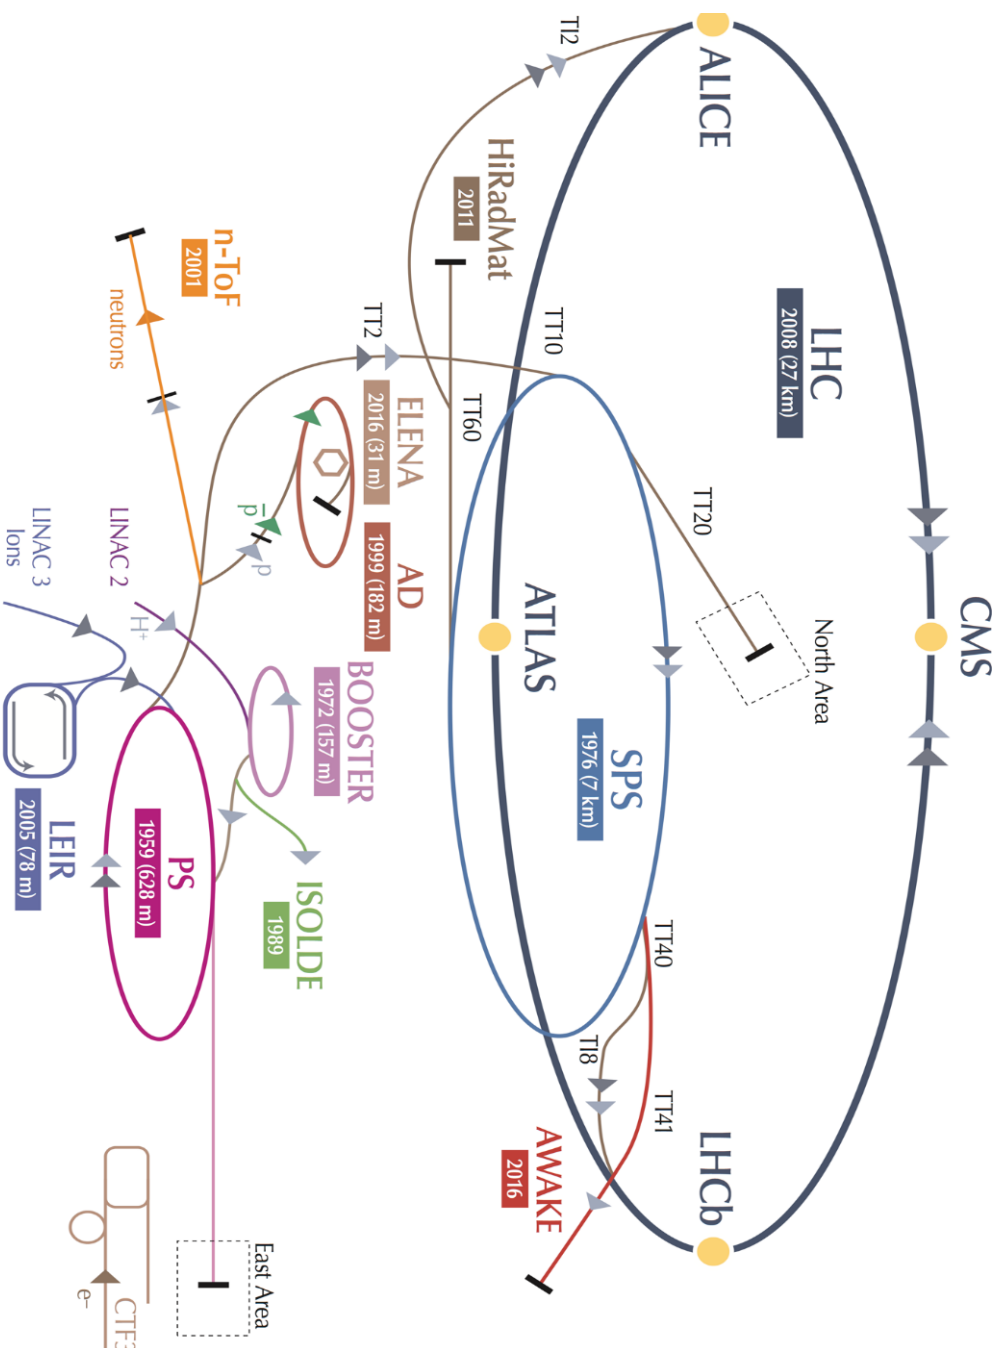 CMS
LHC
2008 (27 km)
North Area
ALICE
TT20
LHCb
TT40
TT41
SPS
1976 (7 km)
TI2
TI8
TT10
ATLAS
AWAKE
2016
HiRadMat
2011
TT60
ELENA
2016 (31 m)
AD
1999 (182 m)
TT2
BOOSTER
1972 (157 m)
ISOLDE
1989
p
p
East Area
n-ToF
2001
PS
1959 (628 m)
H+
neutrons
LINAC 2
CTF3
e–
LEIR
2005 (78 m)
LINAC 3
Ions